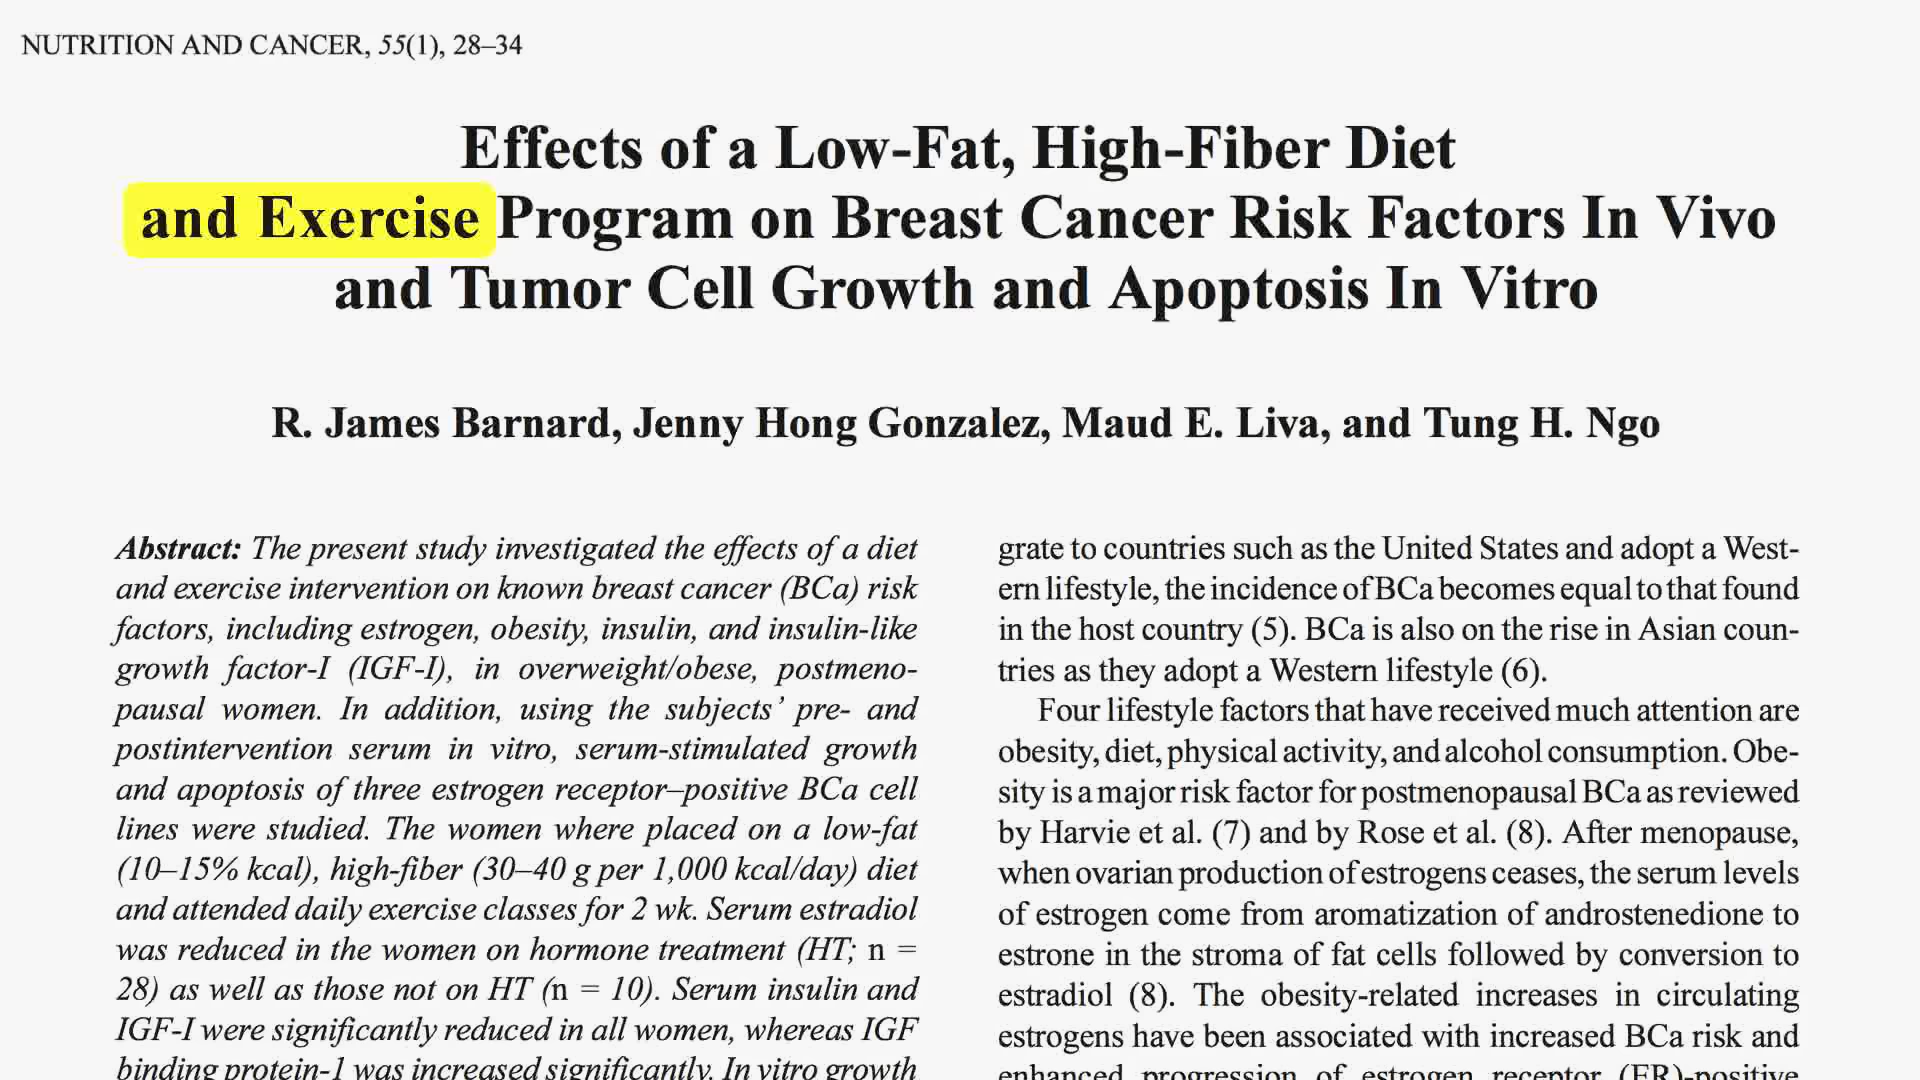 NUTRITION AND CANCER, 55(1), 28–34
Effects of a Low-Fat, High-Fiber Diet
and Exercise Program on Breast Cancer Risk Factors In Vivo
and Tumor Cell Growth and Apoptosis In Vitro
R. James Barnard, Jenny Hong Gonzalez, Maud E. Liva, and Tung H. Ngo
Abstract: The present study investigated the effects of a diet
and exercise intervention on known breast cancer (BCa) risk
factors, including estrogen, obesity, insulin, and insulin-like
growth factor-I (IGF-I), in overweight/obese, postmeno-
pausal women. In addition, using the subjects’ pre- and
postintervention serum in vitro, serum-stimulated growth
and apoptosis of three estrogen receptor–positive BCa cell
lines were studied. The women where placed on a low-fat
(10–15% kcal), high-fiber (30–40 g per 1,000 kcal/day) diet
and attended daily exercise classes for 2 wk. Serum estradiol
was reduced in the women on hormone treatment (HT; n =
28) as well as those not on HT (n = 10). Serum insulin and
IGF-I were significantly reduced in all women, whereas IGF
binding protein-1 was increased significantly. In vitro growth
grate to countries such as the United States and adopt a West-
ern lifestyle, the incidence of BCa becomes equal to that found
in the host country (5). BCa is also on the rise in Asian coun-
tries as they adopt a Western lifestyle (6).
Four lifestyle factors that have received much attention are
obesity, diet, physical activity, and alcohol consumption. Obe-
sity is a major risk factor for postmenopausal BCa as reviewed
by Harvie et al. (7) and by Rose et al. (8). After menopause,
when ovarian production of estrogens ceases, the serum levels
of estrogen come from aromatization of androstenedione to
estrone in the stroma of fat cells followed by conversion to
estradiol (8). The obesity-related increases in circulating
estrogens have been associated with increased BCa risk and
enhanced progression of estrogen receptor (ER)-positive